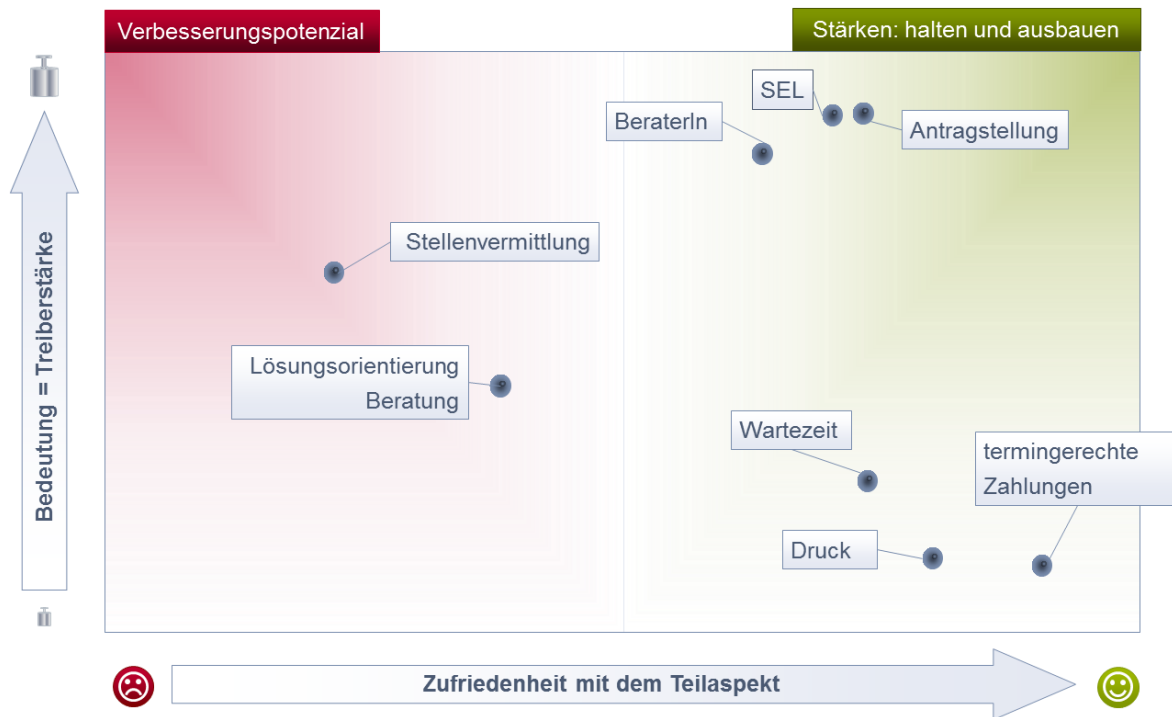 Verbesserungspotenzial
Stärken: halten und ausbauen
SEL
BeraterIn
Antragstellung
Stellenvermittlung
Lösungsorientierung
Beratung
Wartezeit
termingerechte
Zahlungen
Druck
Bedeutung = Treiberstärke
Zufriedenheit mit dem Teilaspekt